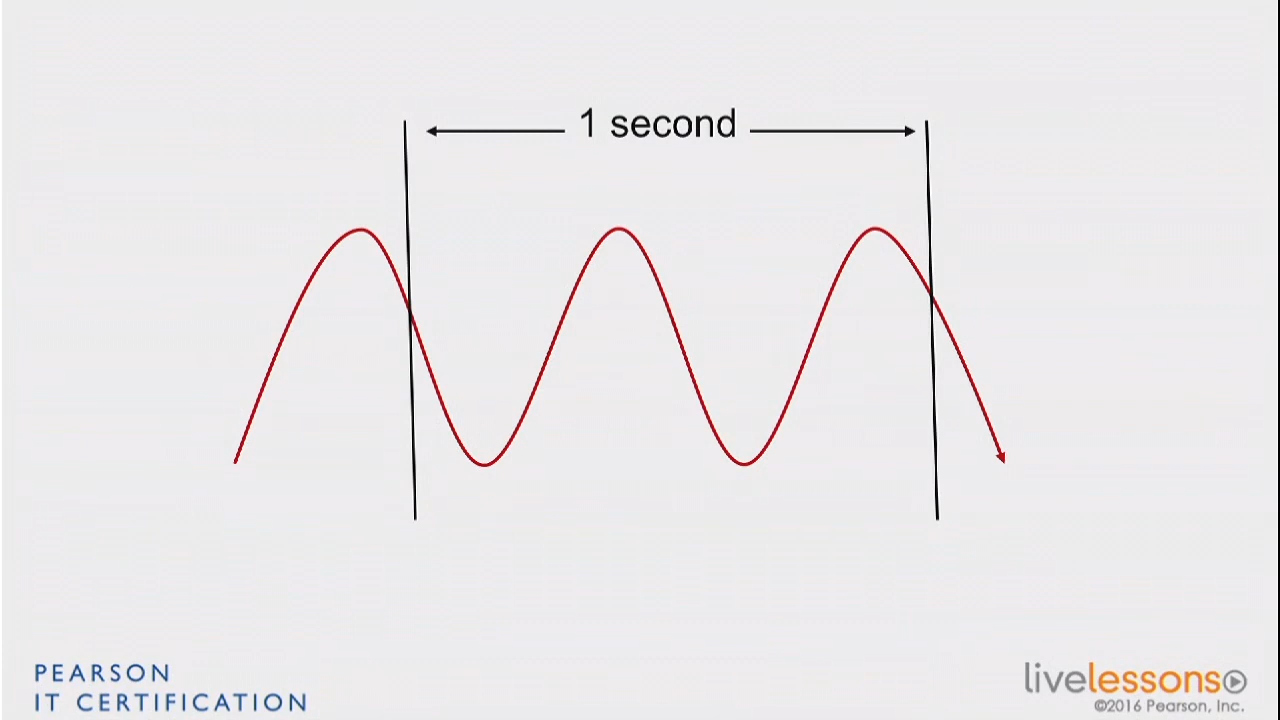 1 second
PEARSON
IT CERTIFICATION
livelessons
©2016 Pearson, Inc.